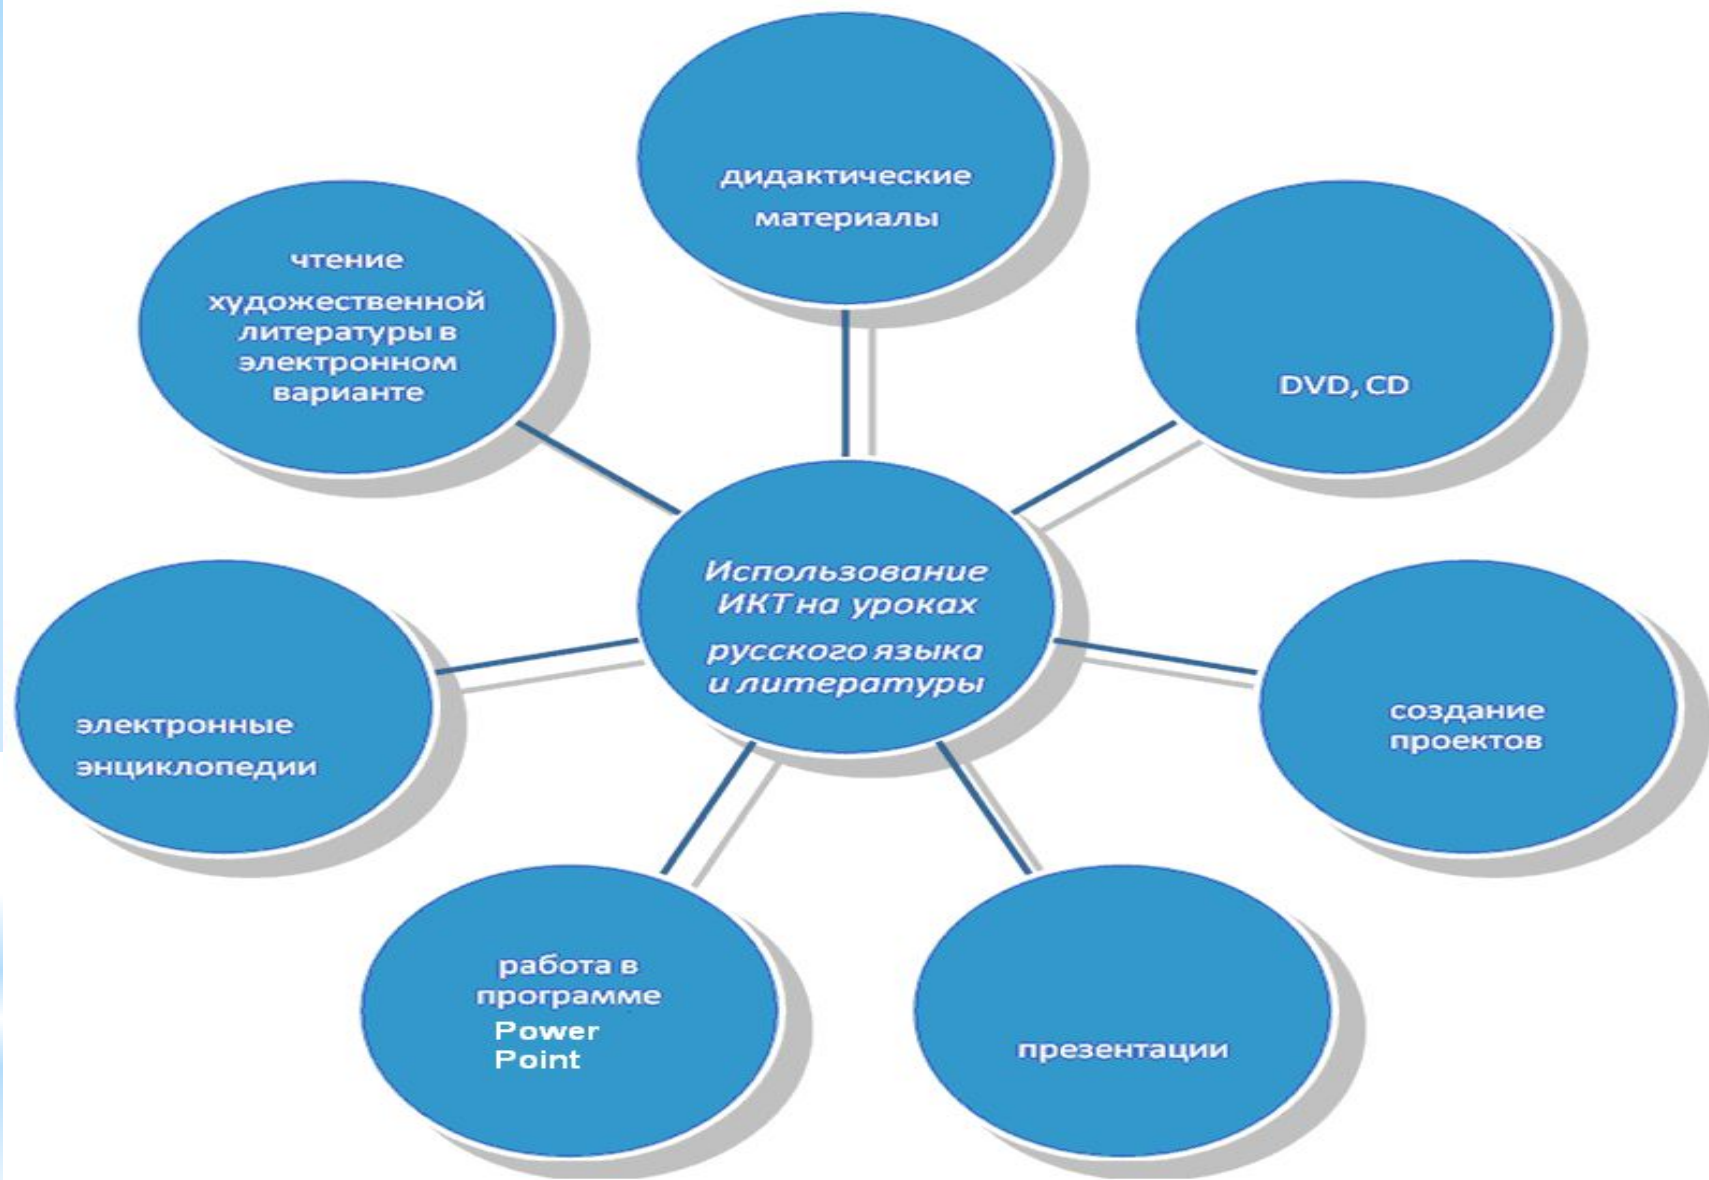 дидактические
материалы
чтение
художественной
литературы в
электронном
варианте
DVD, CD
Использование
ИКТ на уроках
русского языка
и литературы
электронные
энциклопедии
создание
проектов
работа в
программе
Power
Point
презентации